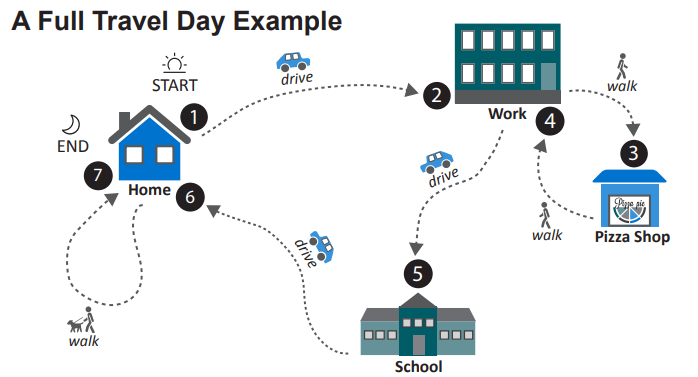 A Full Travel Day Example
START
drive
1
2
Work
walk
END
4
3
7
Home
6
drive
Pizza pie
walk
Pizza Shop
drive
5
walk
School